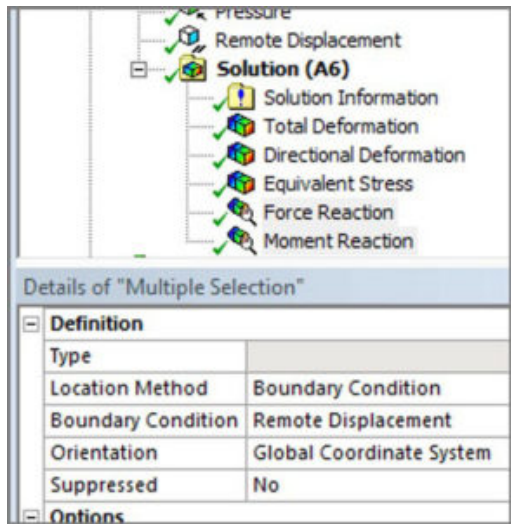 Pressure
Remote Displacement
Solution (A6)
Solution Information
Total Deformation
Directional Deformation
Equivalent Stress
Force Reaction
Moment Reaction
Details of "Multiple Selection"
Definition
Type
Location Method Boundary Condition
Boundary Condition Remote Displacement
Orientation Global Coordinate System
Suppressed No
Options